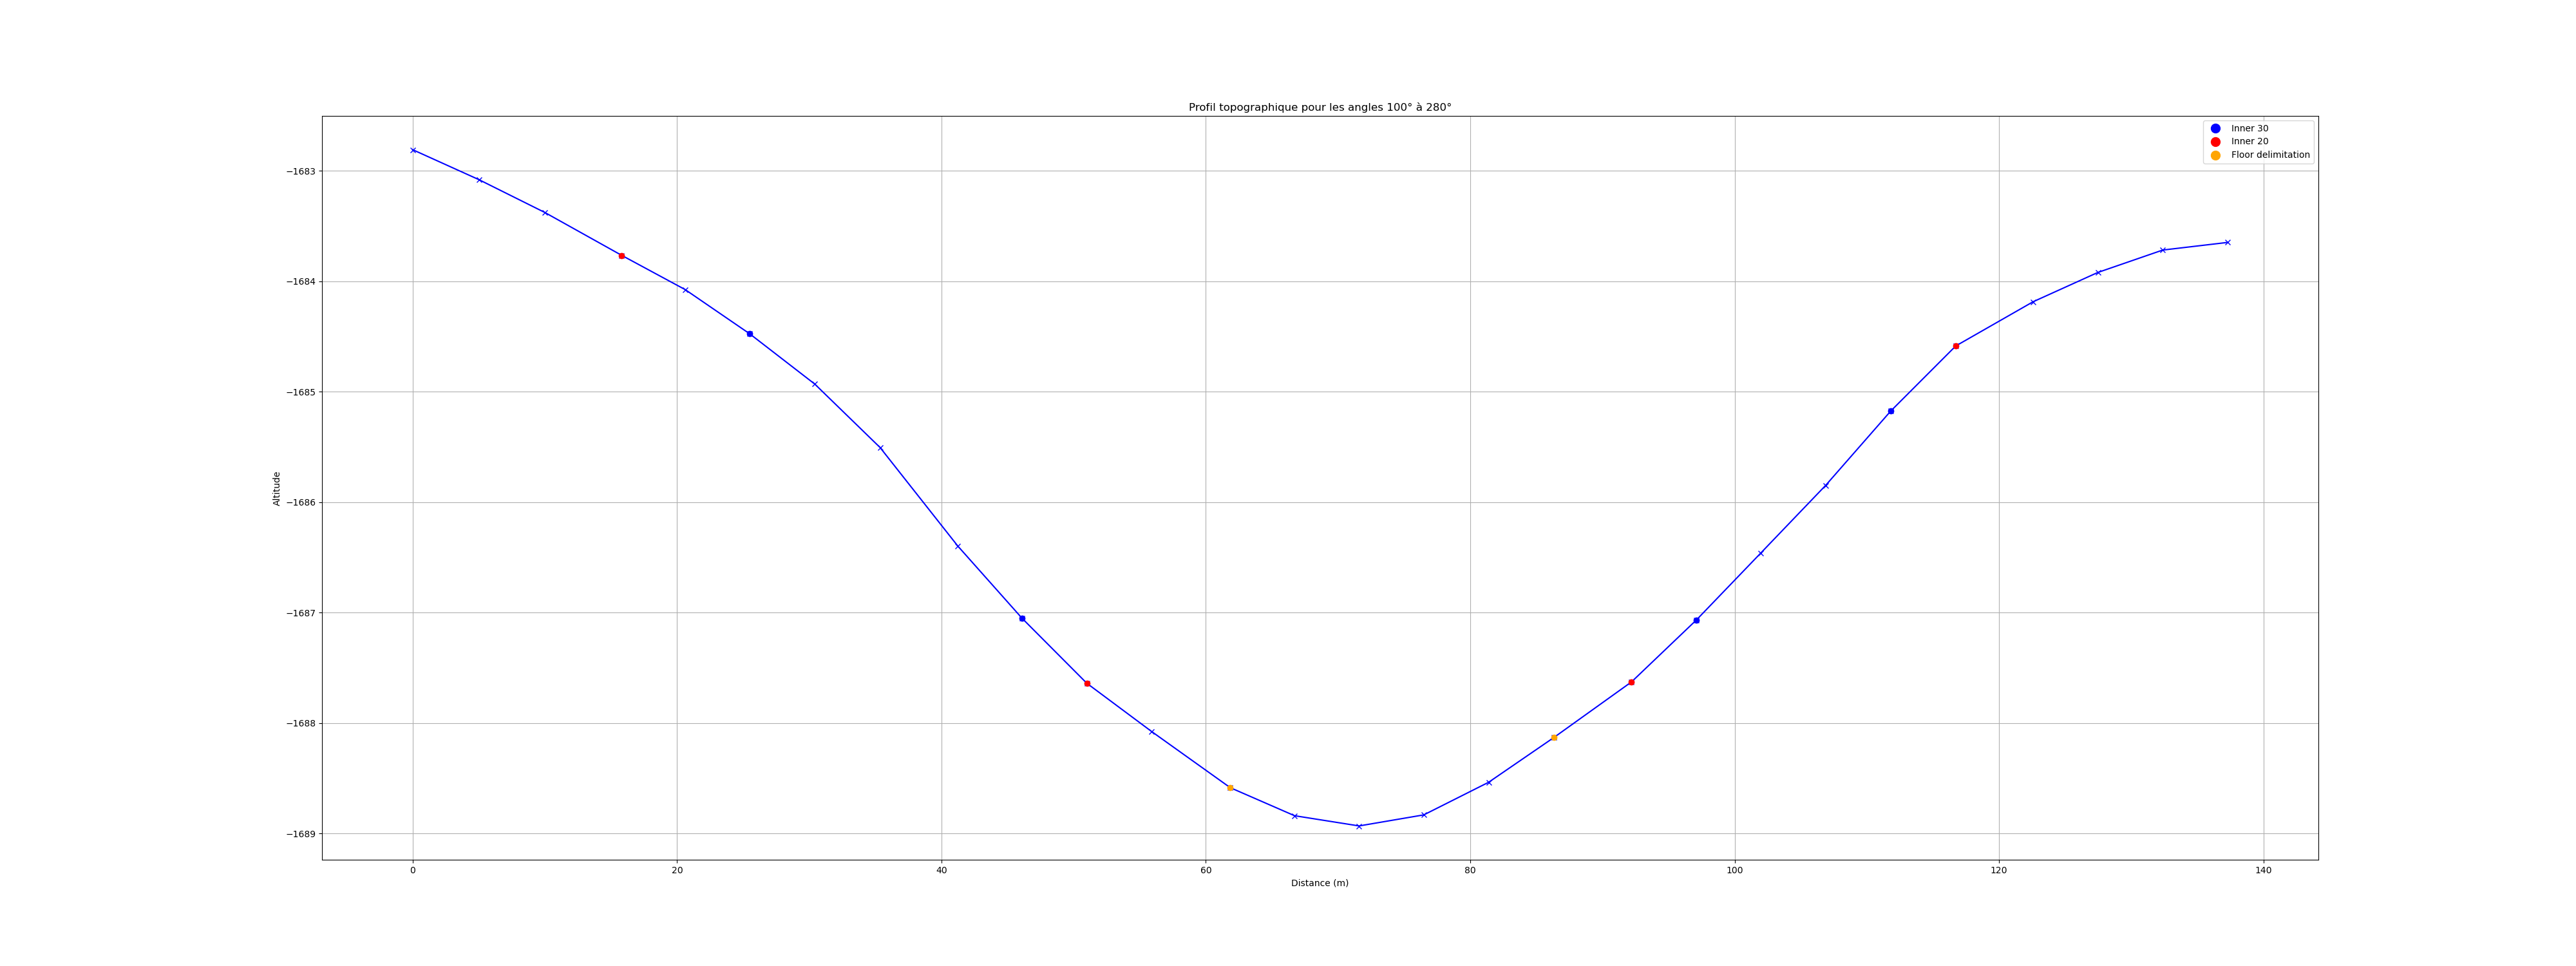 Profil topographique pour les angles 100° à 280°
Inner 30
Inner 20
Floor delimitation
−1683
−1684
−1685
−1686
−1687
−1688
−1689
Altitude
0 20 40 60 80 100 120 140
Distance (m)